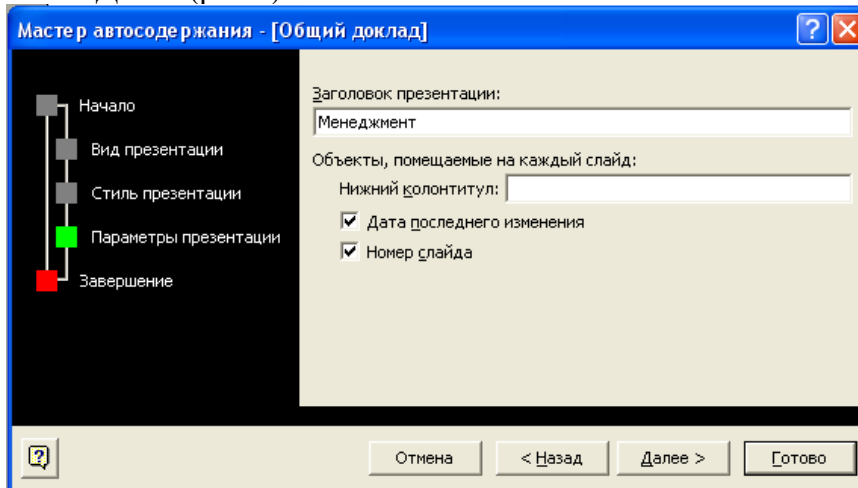 Мастер автосодержания - [Общий доклад]
Начало
Вид презентации
Стиль презентации
Параметры презентации
Завершение
Заголовок презентации:
Менеджмент
Объекты, помещаемые на каждый слайд:
Нижний колонтитул:
Дата последнего изменения
Номер слайда
Отмена
< Назад
Далее >
Готово